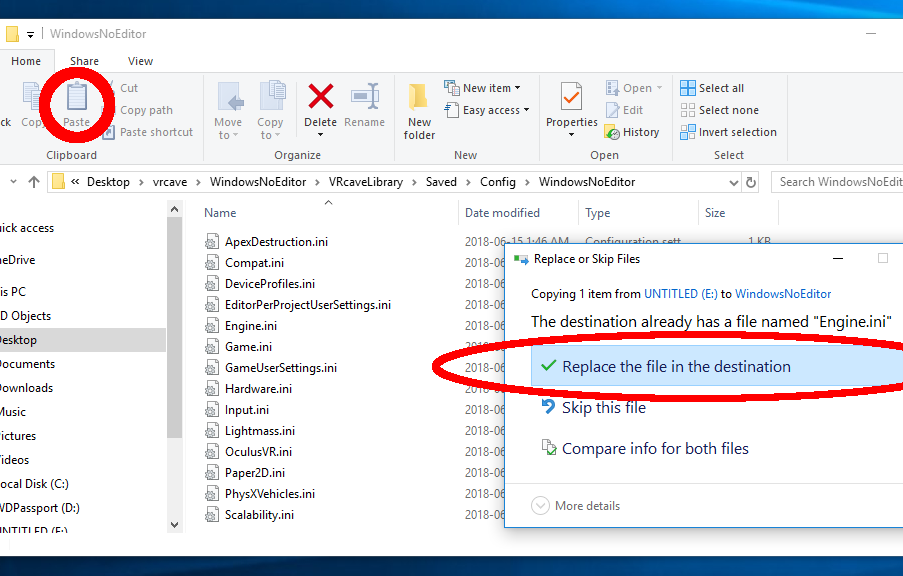 WindowsNoEditor
Home Share View
Cut
Copy path
Paste shortcut
ck Copy Paste
Clipboard
Move to
Copy to
Delete
Rename
Organize
New folder
New item
Easy access
New
Properties
Open
Edit
History
Open
Select all
Select none
Invert selection
Select
« Desktop > vrcave > WindowsNoEditor > VRcaveLibrary > Saved > Config > WindowsNoEditor
Search WindowsNoEdit
uick access
neDrive
is PC
D Objects
Desktop
Documents
Downloads
Music
ictures
ideos
ocal Disk (C:)
WDPassport (D:)
UNTITLED (E:)
Name Date modified Type Size
ApexDestruction.ini 2018-06-15 1:46 AM Configuration sett... 1 KB
Compat.ini 2018-06
DeviceProfiles.ini 2018-06
EditorPerProjectUserSettings.ini 2018-06
Engine.ini 2018-06
Game.ini 2018-06
GameUserSettings.ini 2018-06
Hardware.ini 2018-06
Input.ini 2018-06
Lightmass.ini 2018-06
OculusVR.ini 2018-06
Paper2D.ini 2018-06
PhysXVehicles.ini 2018-06
Scalability.ini 2018-06
Replace or Skip Files
Copying 1 item from UNTITLED (E:) to WindowsNoEditor
The destination already has a file named "Engine.ini"
Replace the file in the destination
Skip this file
Compare info for both files
More details